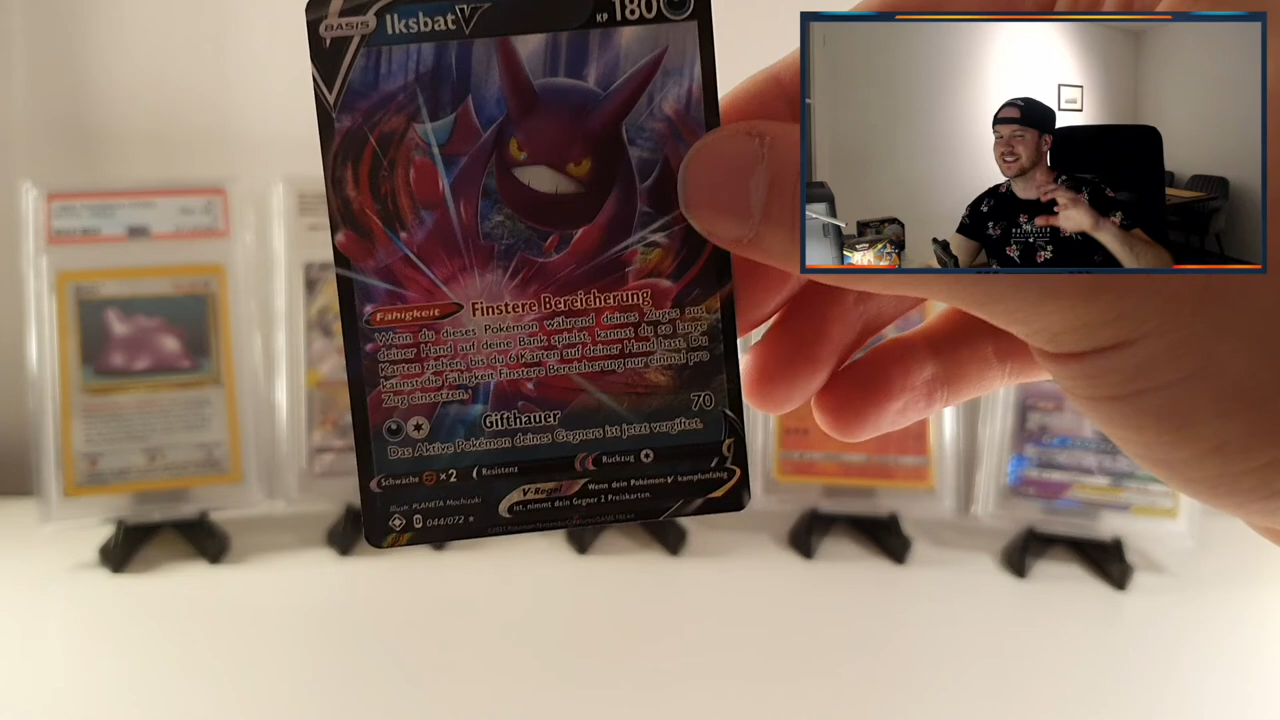 BASIS Iksbat V KP 180
Fähigkeit Finstere Bereicherung
Wenn du dieses Pokémon während deines Zuges aus
deiner Hand auf deine Bank spielst, kannst du so lange
Karten ziehen, bis du 6 Karten auf deiner Hand hast. Du
kannst die Fähigkeit Finstere Bereicherung nur einmal pro
Zug einsetzen.
Gifthauer 70
Das Aktive Pokémon deines Gegners ist jetzt vergiftet.
Schwäche ×2 Resistenz Rückzug
V-Regel Wenn dein Pokémon-V kampfunfähig
ist, nimmt dein Gegner 2 Preiskarten.
Illustr. PLANETA Mochizuki
044/072 ★